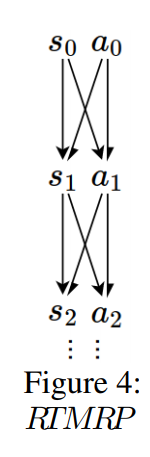 s₀ a₀
s₁ a₁
s₂ a₂
⋮ ⋮
Figure 4:
RTMRP